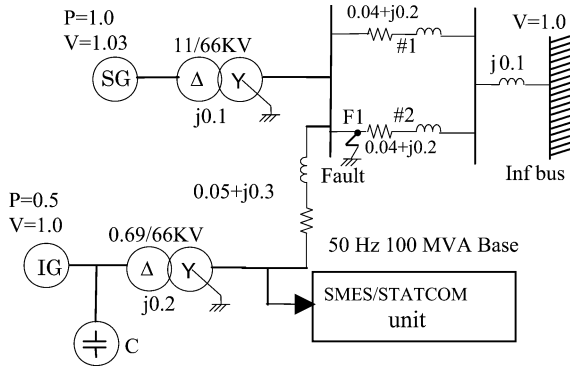 P=1.0
V=1.03
11/66KV
SG
Δ
Y
j0.1
0.04+j0.2
#1
V=1.0
j0.1
F1
#2
0.04+j0.2
Fault
Inf bus
0.05+j0.3
P=0.5
V=1.0
0.69/66KV
50 Hz 100 MVA Base
IG
Δ
Y
j0.2
SMES/STATCOM
unit
C